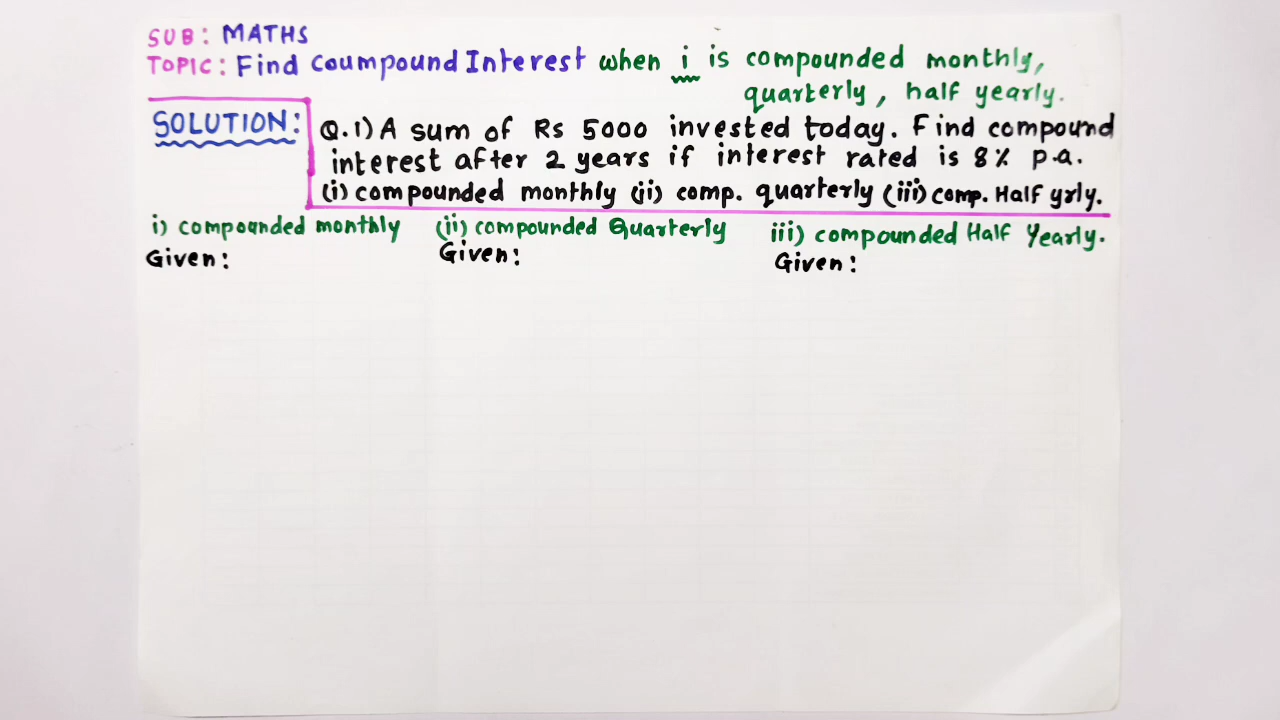 SUB: MATHS
TOPIC: Find Coumpound Interest when i is compounded monthly,
quarterly, half yearly.
SOLUTION:
Q.1) A sum of Rs 5000 invested today. Find compound
interest after 2 years if interest rated is 8% p.a.
(i) compounded monthly (ii) comp. quarterly (iii) comp. Half yrly.
i) compounded monthly (ii) compounded Quarterly iii) compounded Half Yearly.
Given: Given: Given: